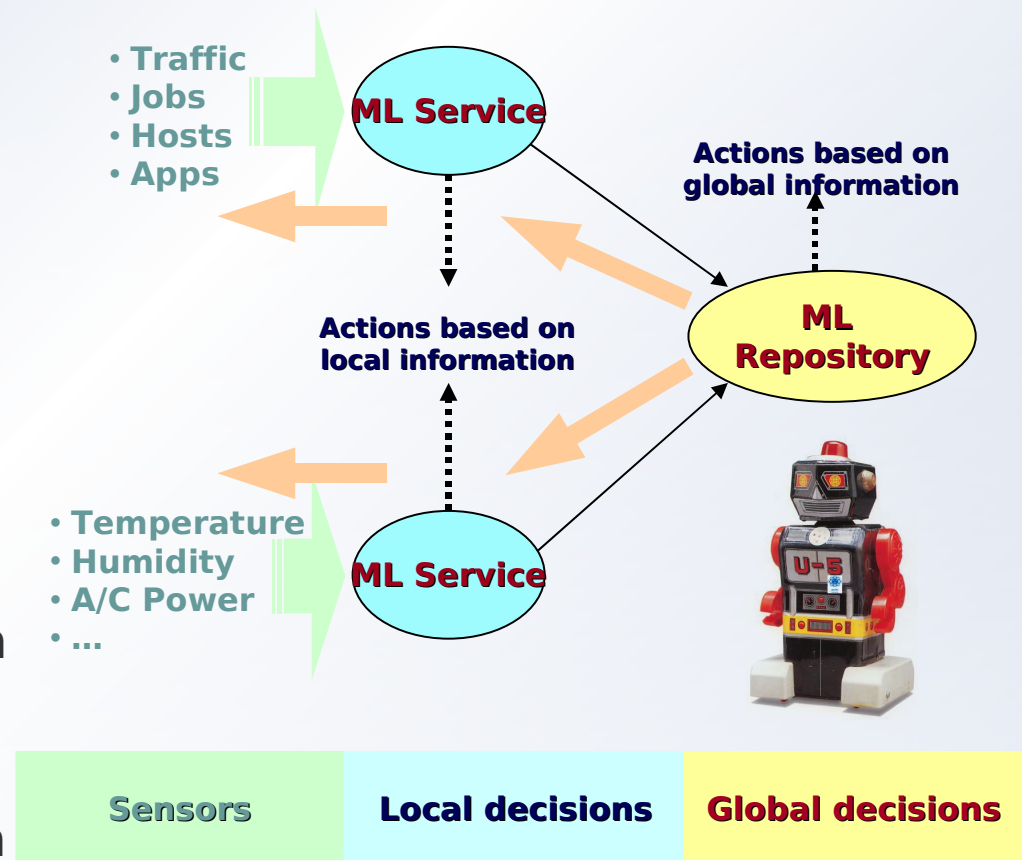 • Traffic
• Jobs
• Hosts
• Apps
ML Service
Actions based on
global information
Actions based on
local information
ML
Repository
• Temperature
• Humidity
• A/C Power
• ...
ML Service
U-5
Sensors
Local decisions
Global decisions